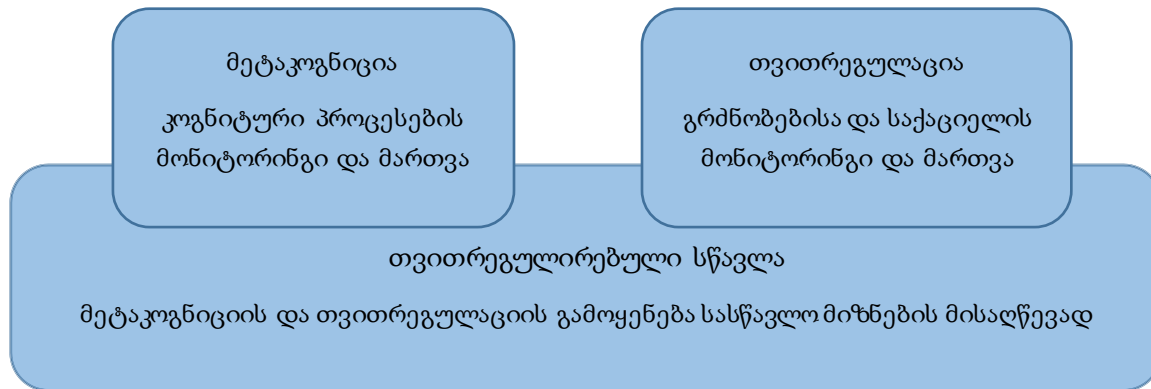 მეტაკოგნიცია
კოგნიტური პროცესების
მონიტორინგი და მართვა
თვითრეგულაცია
გრძნობებისა და საქაციელის
მონიტორინგი და მართვა
თვითრეგულირებული სწავლა
მეტაკოგნიციის და თვითრეგულაციის გამოყენება სასწავლო მიზნების მისაღწევად